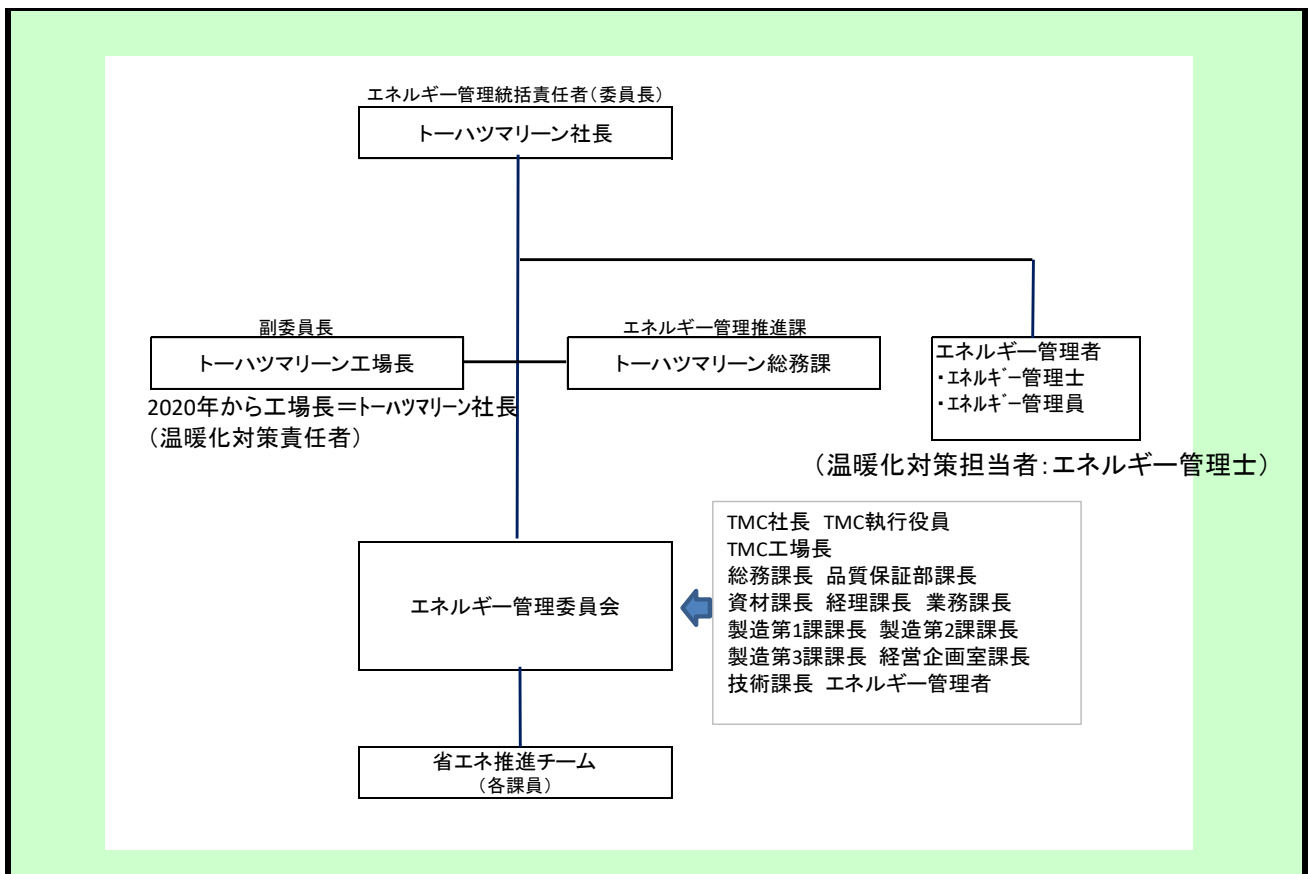 エネルギー管理統括責任者（委員長）
トーハツマリーン社長
副委員長
トーハツマリーン工場長
2020年から工場長＝トーハツマリーン社長
（温暖化対策責任者）
エネルギー管理推進課
トーハツマリーン総務課
エネルギー管理者
・エネルギー管理士
・エネルギー管理員
（温暖化対策担当者：エネルギー管理士）
エネルギー管理委員会
TMC社長 TMC執行役員
TMC工場長
総務課長 品質保証部課長
資材課長 経理課長 業務課長
製造第1課課長 製造第2課課長
製造第3課課長 経営企画室課長
技術課長 エネルギー管理者
省エネ推進チーム
（各課員）